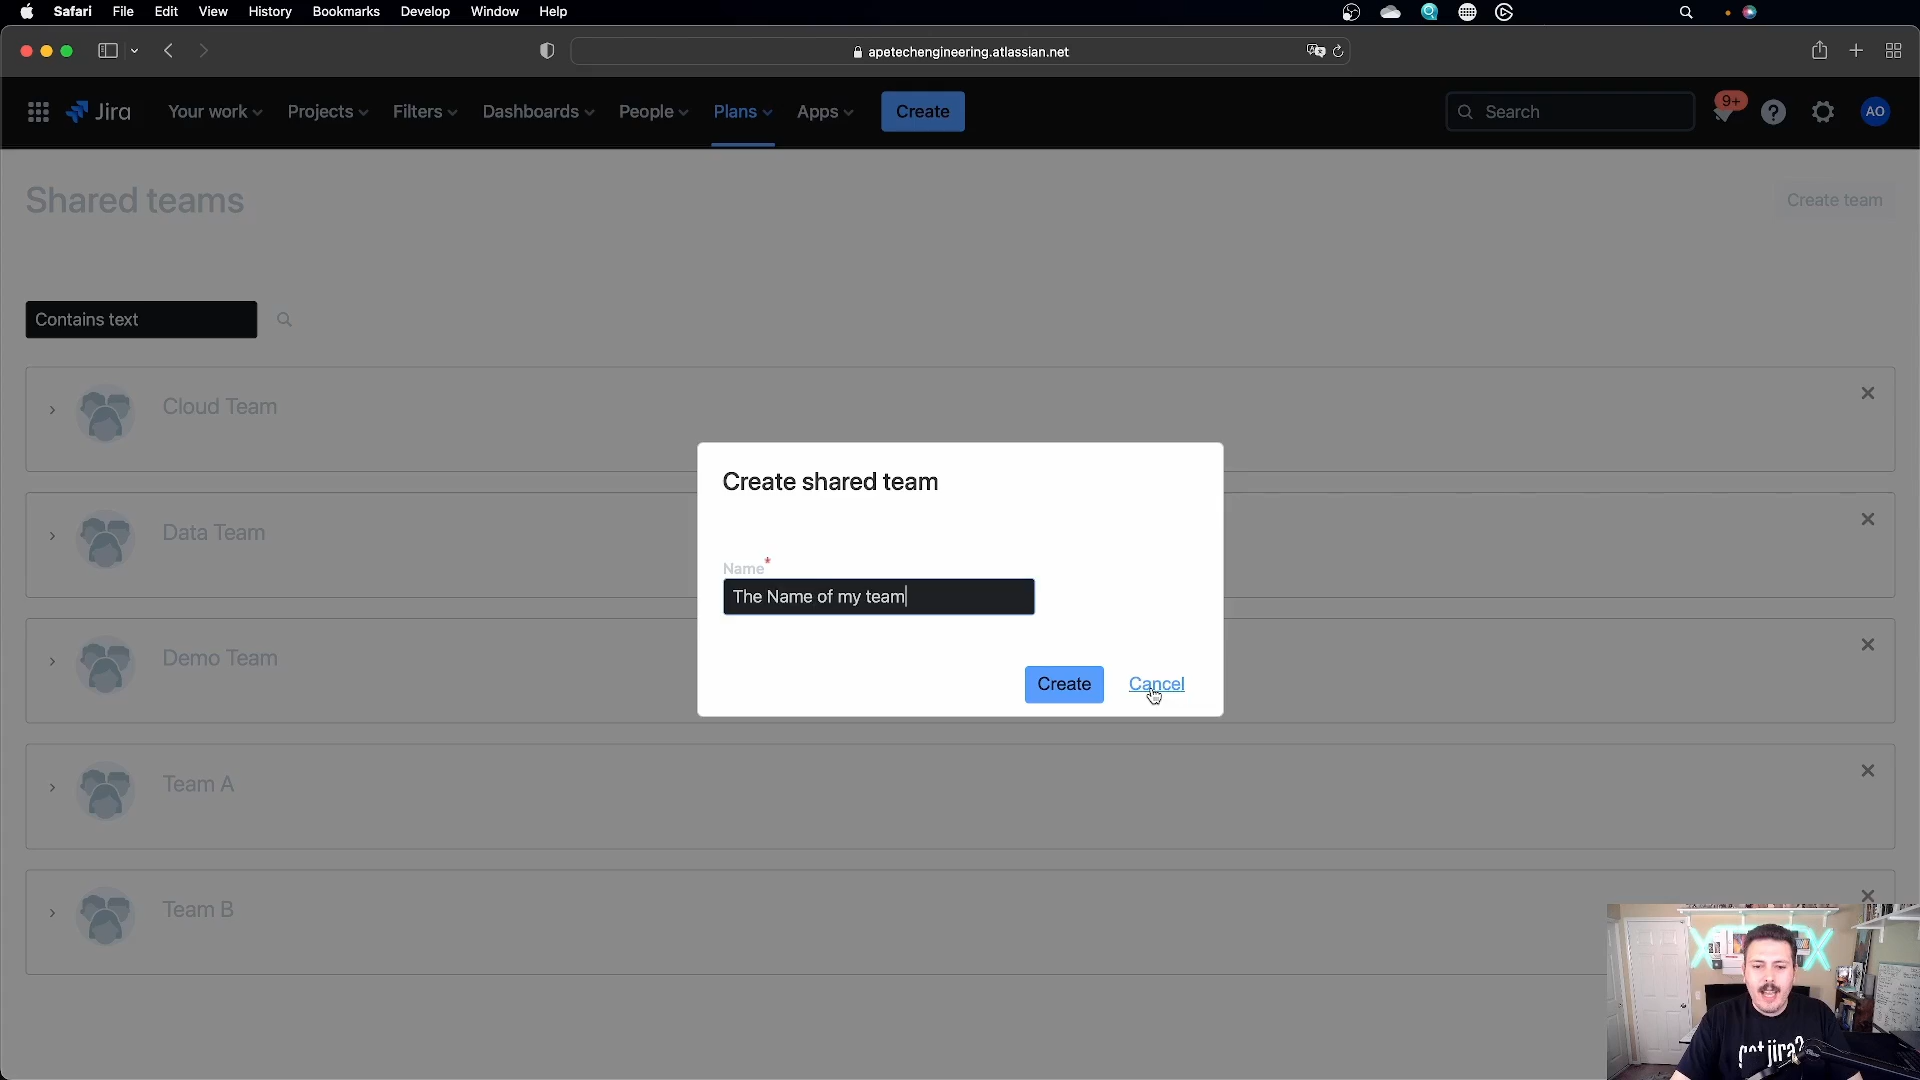 Safari File Edit View History Bookmarks Develop Window Help
apetechengineering.atlassian.net
Jira Your work Projects Filters Dashboards People Plans Apps Create Search 9+ AO
Shared teams
Create team
Contains text
Cloud Team
Data Team
Demo Team
Team A
Team B
Create shared team
Name*
The Name of my team
Create Cancel
got jira?